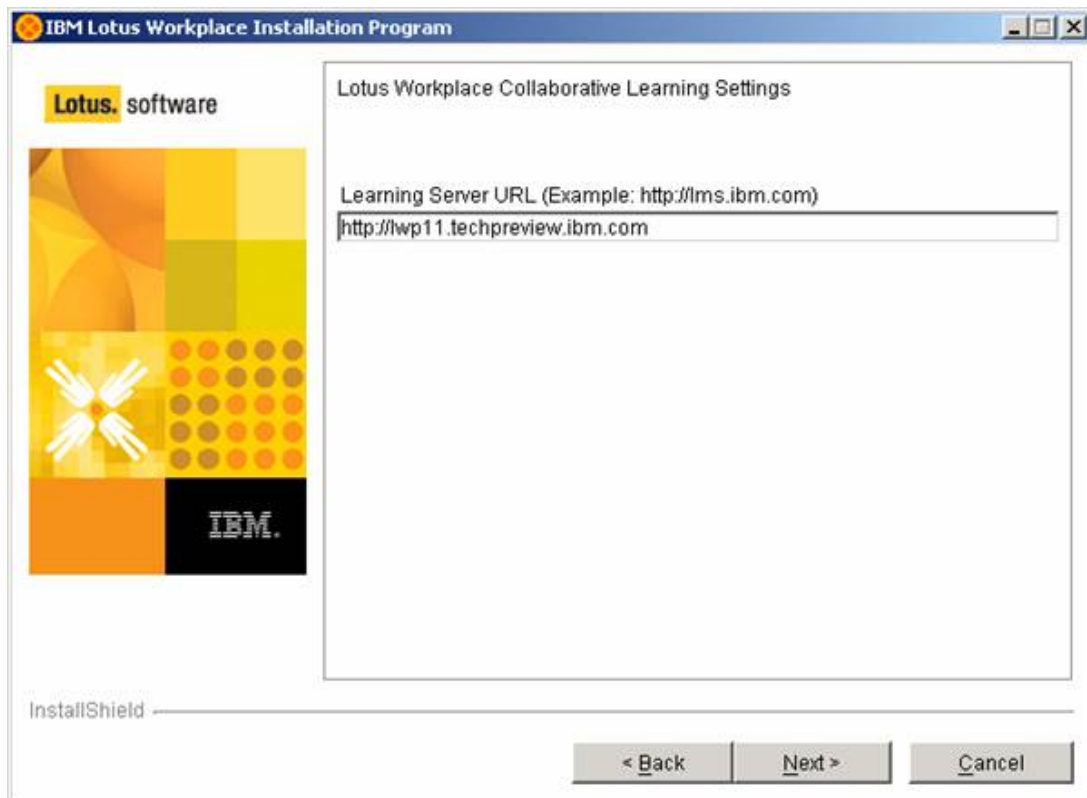 IBM Lotus Workplace Installation Program
Lotus. software
Lotus Workplace Collaborative Learning Settings
Learning Server URL (Example: http://lms.ibm.com)
http://lwp11.techpreview.ibm.com
IBM.
InstallShield
< Back
Next >
Cancel